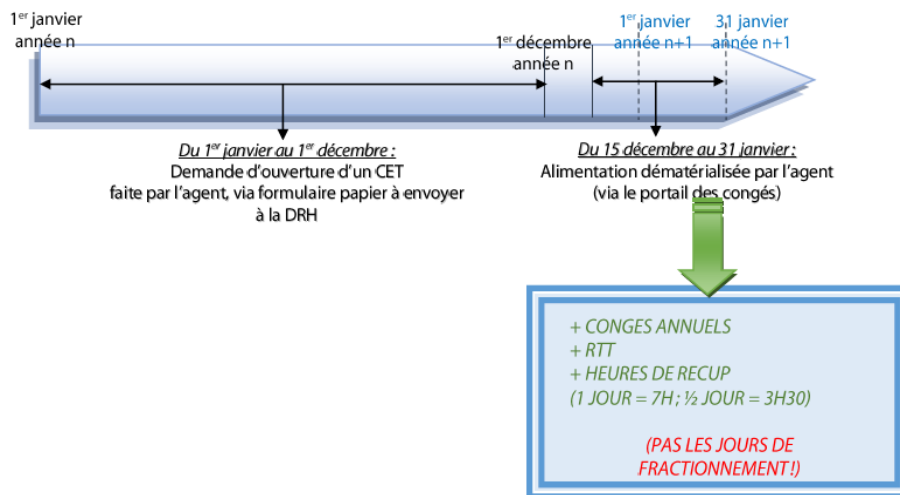 1er janvier
année n
1er décembre
année n
1er janvier
année n+1
31 janvier
année n+1
Du 1er janvier au 1er décembre :
Demande d'ouverture d'un CET
faite par l'agent, via formulaire papier à envoyer
à la DRH
Du 15 décembre au 31 janvier :
Alimentation dématérialisée par l'agent
(via le portail des congés)
+ CONGES ANNUELS
+ RTT
+ HEURES DE RECUP
(1 JOUR = 7H ; ½ JOUR = 3H30)
(PAS LES JOURS DE
FRACTIONNEMENT!)